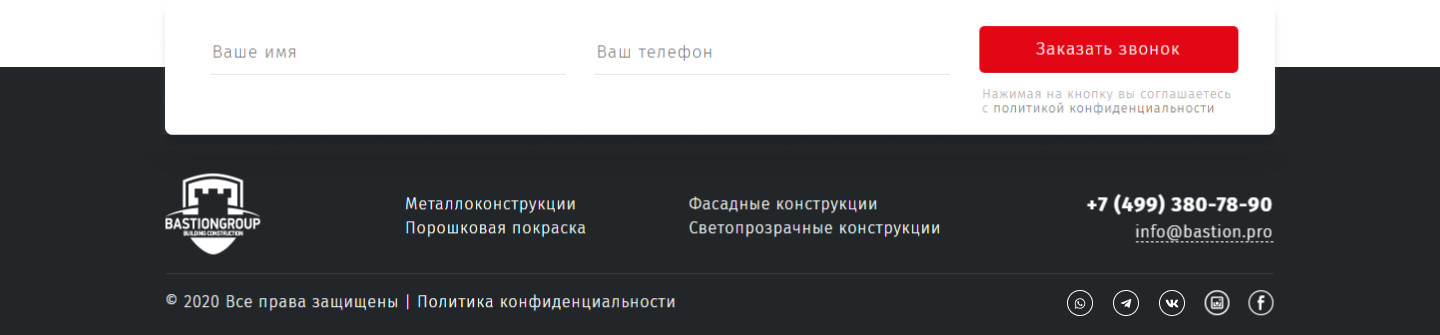 Ваше имя
Ваш телефон
Заказать звонок
Нажимая на кнопку вы соглашаетесь
с политикой конфиденциальности
BASTIONGROUP
BUILDING CONSTRUCTION
Металлоконструкции
Порошковая покраска
Фасадные конструкции
Светопрозрачные конструкции
+7 (499) 380-78-90
info@bastion.pro
© 2020 Все права защищены | Политика конфиденциальности